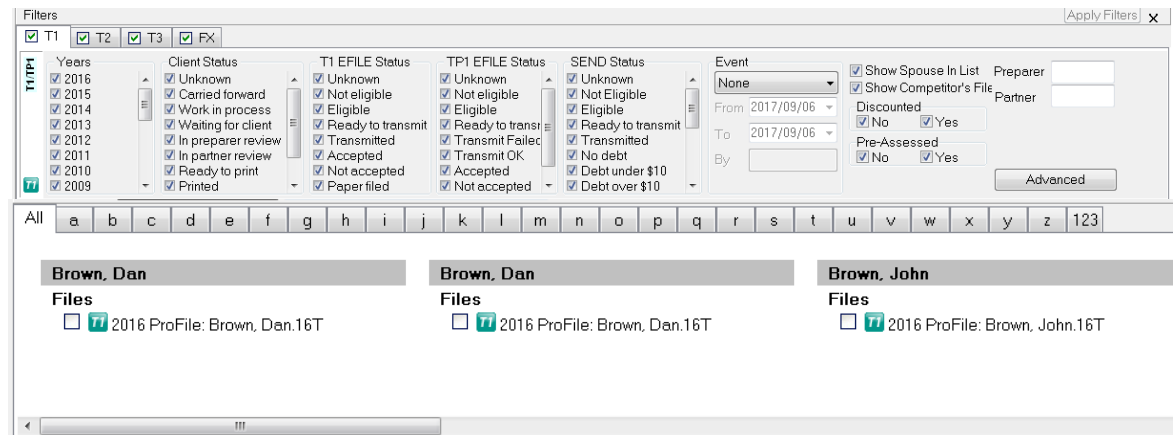 Filters Apply Filters x
T1 T2 T3 FX
T1/TP1
Years
2016
2015
2014
2013
2012
2011
2010
2009
Client Status
Unknown
Carried forward
Work in process
Waiting for client
In preparer review
In partner review
Ready to print
Printed
T1 EFILE Status
Unknown
Not eligible
Eligible
Ready to transmit
Transmitted
Accepted
Not accepted
Paper filed
TP1 EFILE Status
Unknown
Not eligible
Eligible
Ready to transr
Transmit Failec
Transmit OK
Accepted
Not accepted
SEND Status
Unknown
Not Eligible
Eligible
Ready to transmit
Transmitted
No debt
Debt under $10
Debt over $10
Event
None
From 2017/09/06
To 2017/09/06
By
Show Spouse In List
Show Competitor's File
Discounted
No Yes
Pre-Assessed
No Yes
Preparer
Partner
Advanced
T1
All a b c d e f g h i j k l m n o p q r s t u v w x y z 123
Brown, Dan
Files
T1 2016 ProFile: Brown, Dan.16T
Brown, Dan
Files
T1 2016 ProFile: Brown, Dan.16T
Brown, John
Files
T1 2016 ProFile: Brown, John.16T